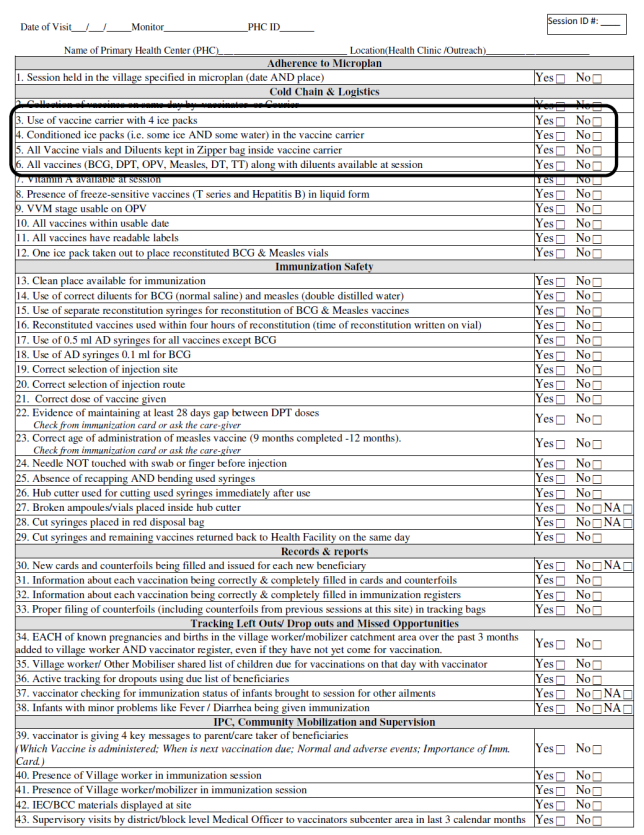 Session ID #: ____
Date of Visit___/___/_____Monitor__________________PHC ID_______
Name of Primary Health Center (PHC)____________________________ Location(Health Clinic /Outreach)______________________
Adherence to Microplan
1. Session held in the village specified in microplan (date AND place) Yes□ No□
Cold Chain & Logistics
2. Collection of vaccines on same day by vaccinator or Carrier Yes□ No□
3. Use of vaccine carrier with 4 ice packs Yes□ No□
4. Conditioned ice packs (i.e. some ice AND some water) in the vaccine carrier Yes□ No□
5. All Vaccine vials and Diluents kept in Zipper bag inside vaccine carrier Yes□ No□
6. All vaccines (BCG, DPT, OPV, Measles, DT, TT) along with diluents available at session Yes□ No□
7. Vitamin A available at session Yes□ No□
8. Presence of freeze-sensitive vaccines (T series and Hepatitis B) in liquid form Yes□ No□
9. VVM stage usable on OPV Yes□ No□
10. All vaccines within usable date Yes□ No□
11. All vaccines have readable labels Yes□ No□
12. One ice pack taken out to place reconstituted BCG & Measles vials Yes□ No□
Immunization Safety
13. Clean place available for immunization Yes□ No□
14. Use of correct diluents for BCG (normal saline) and measles (double distilled water) Yes□ No□
15. Use of separate reconstitution syringes for reconstitution of BCG & Measles vaccines Yes□ No□
16. Reconstituted vaccines used within four hours of reconstitution (time of reconstitution written on vial) Yes□ No□
17. Use of 0.5 ml AD syringes for all vaccines except BCG Yes□ No□
18. Use of AD syringes 0.1 ml for BCG Yes□ No□
19. Correct selection of injection site Yes□ No□
20. Correct selection of injection route Yes□ No□
21. Correct dose of vaccine given Yes□ No□
22. Evidence of maintaining at least 28 days gap between DPT doses Yes□ No□
Check from immunization card or ask the care-giver
23. Correct age of administration of measles vaccine (9 months completed -12 months). Yes□ No□
Check from immunization card or ask the care-giver
24. Needle NOT touched with swab or finger before injection Yes□ No□
25. Absence of recapping AND bending used syringes Yes□ No□
26. Hub cutter used for cutting used syringes immediately after use Yes□ No□
27. Broken ampoules/vials placed inside hub cutter Yes□ No□NA□
28. Cut syringes placed in red disposal bag Yes□ No□NA□
29. Cut syringes and remaining vaccines returned back to Health Facility on the same day Yes□ No□
Records & reports
30. New cards and counterfoils being filled and issued for each new beneficiary Yes□ No□NA□
31. Information about each vaccination being correctly & completely filled in cards and counterfoils Yes□ No□
32. Information about each vaccination being correctly & completely filled in immunization registers Yes□ No□
33. Proper filing of counterfoils (including counterfoils from previous sessions at this site) in tracking bags Yes□ No□
Tracking Left Outs/ Drop outs and Missed Opportunities
34. EACH of known pregnancies and births in the village worker/mobilizer catchment area over the past 3 months
added to village worker AND vaccinator register, even if they have not yet come for vaccination. Yes□ No□
35. Village worker/ Other Mobiliser shared list of children due for vaccinations on that day with vaccinator Yes□ No□
36. Active tracking for dropouts using due list of beneficiaries Yes□ No□
37. vaccinator checking for immunization status of infants brought to session for other ailments Yes□ No□NA□
38. Infants with minor problems like Fever / Diarrhea being given immunization Yes□ No□NA□
IPC, Community Mobilization and Supervision
39. vaccinator is giving 4 key messages to parent/care taker of beneficiaries
(Which Vaccine is administered; When is next vaccination due; Normal and adverse events; Importance of Imm. Yes□ No□
Card.)
40. Presence of Village worker in immunization session Yes□ No□
41. Presence of Village worker/mobilizer in immunization session Yes□ No□
42. IEC/BCC materials displayed at site Yes□ No□
43. Supervisory visits by district/block level Medical Officer to vaccinators subcenter area in last 3 calendar months Yes□ No□